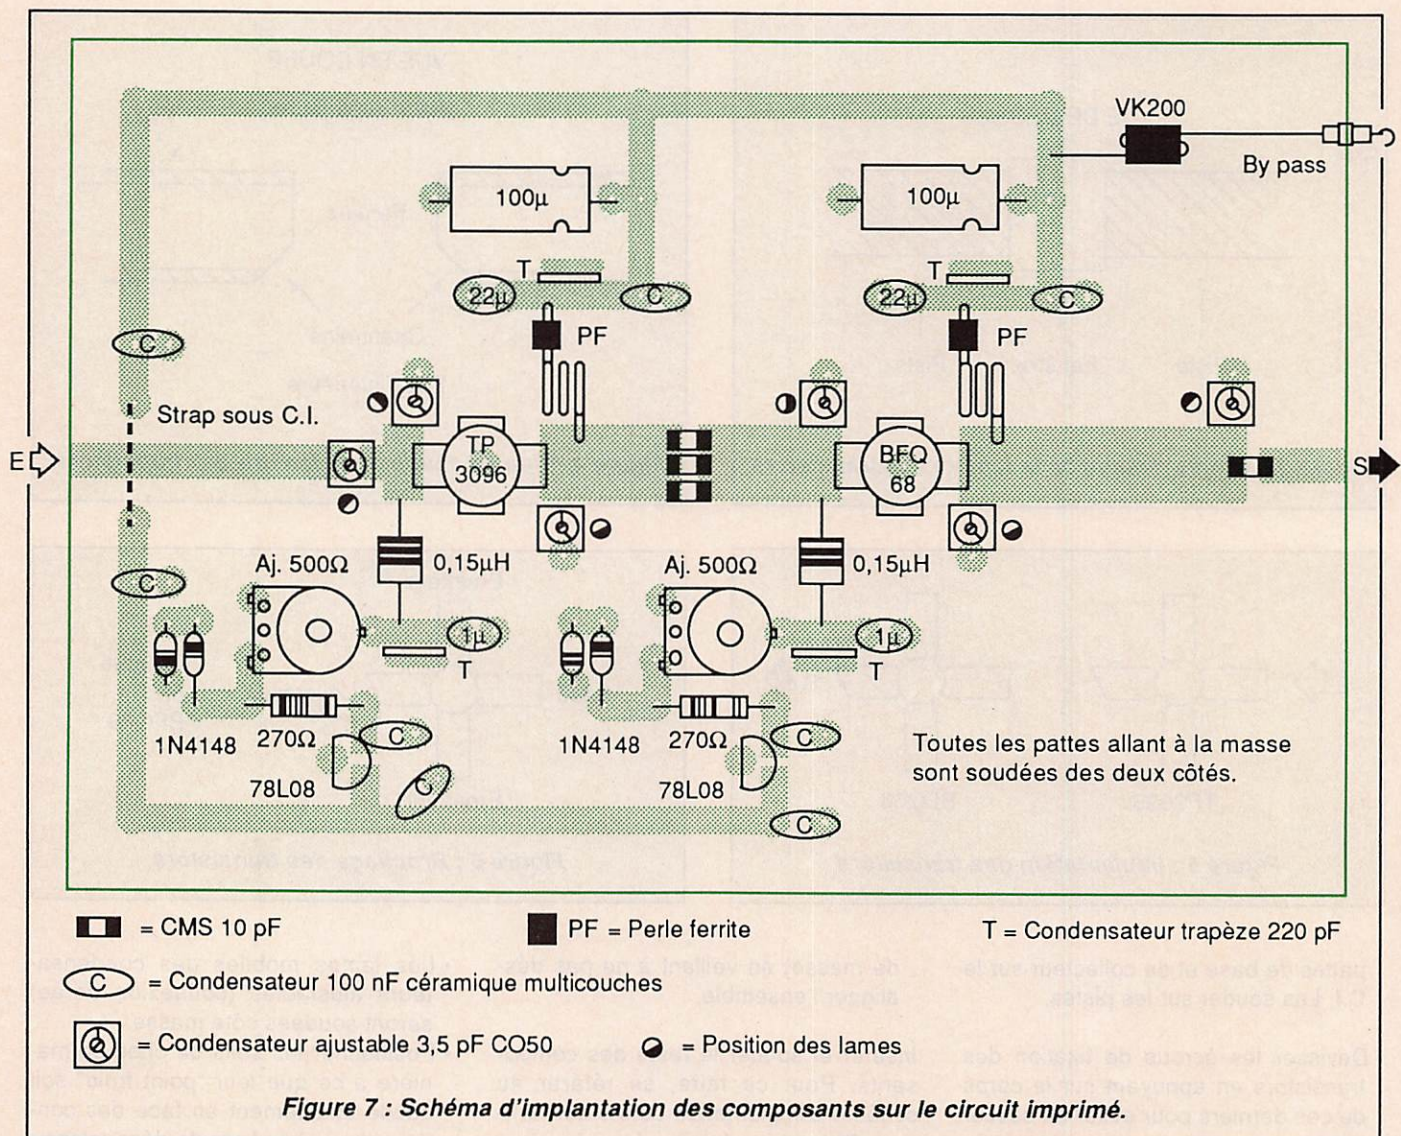 VK200
By pass
100µ
100µ
T
T
22µ
C
22µ
C
PF
PF
C
Strap sous C.I.
E
TP
3096
BFQ
68
S
Aj. 500Ω
0,15µH
Aj. 500Ω
0,15µH
C
1µ
1µ
T
T
1N4148
270Ω
C
1N4148
270Ω
C
78L08
C
78L08
C
Toutes les pattes allant à la masse
sont soudées des deux côtés.
= CMS 10 pF
PF = Perle ferrite
T = Condensateur trapèze 220 pF
C = Condensateur 100 nF céramique multicouches
= Condensateur ajustable 3,5 pF CO50
= Position des lames
Figure 7 : Schéma d'implantation des composants sur le circuit imprimé.